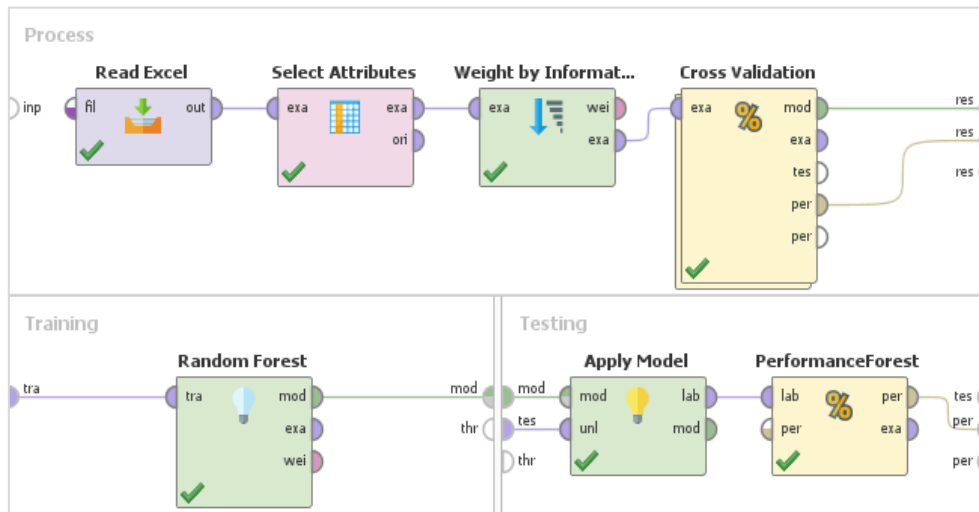 Process
Read Excel
Select Attributes
Weight by Informat...
Cross Validation
inp
fil
out
exa
exa
ori
exa
wei
exa
exa
mod
exa
tes
per
per
res
res
res
Training
Random Forest
tra
tra
mod
exa
wei
mod
thr
Testing
Apply Model
PerformanceForest
mod
tes
thr
mod
unl
lab
mod
lab
per
per
exa
tes
per
per